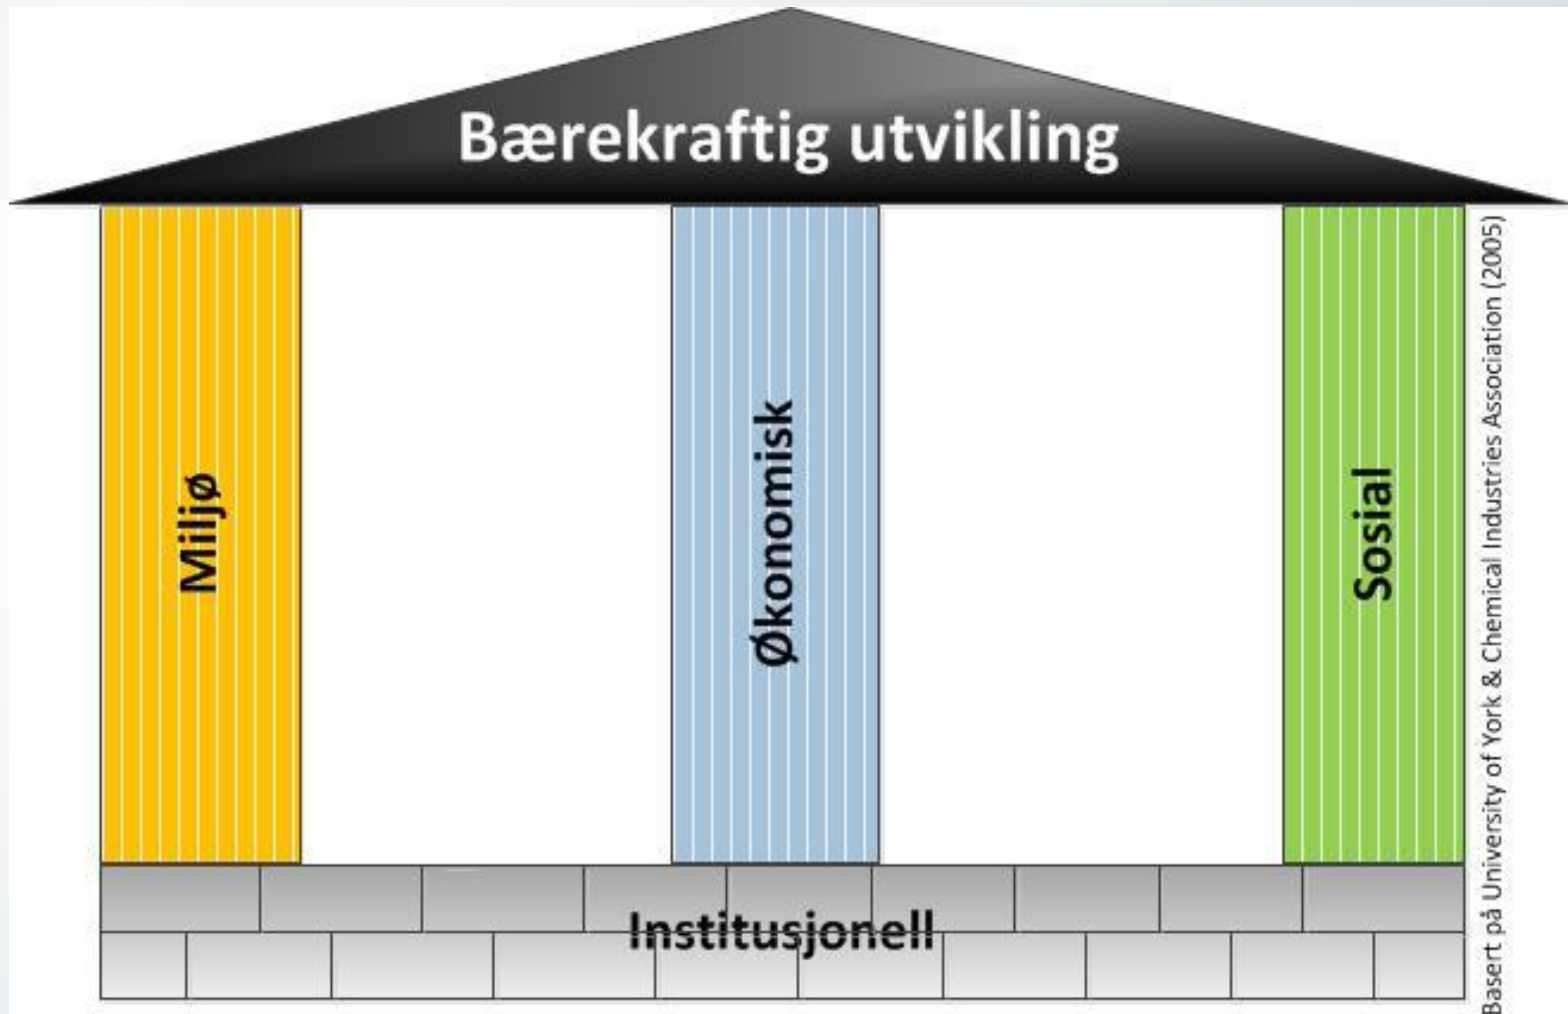 Bærekraftig utvikling
Miljø
Økonomisk
Sosial
Institusjonell
Basert på University of York & Chemical Industries Association (2005)